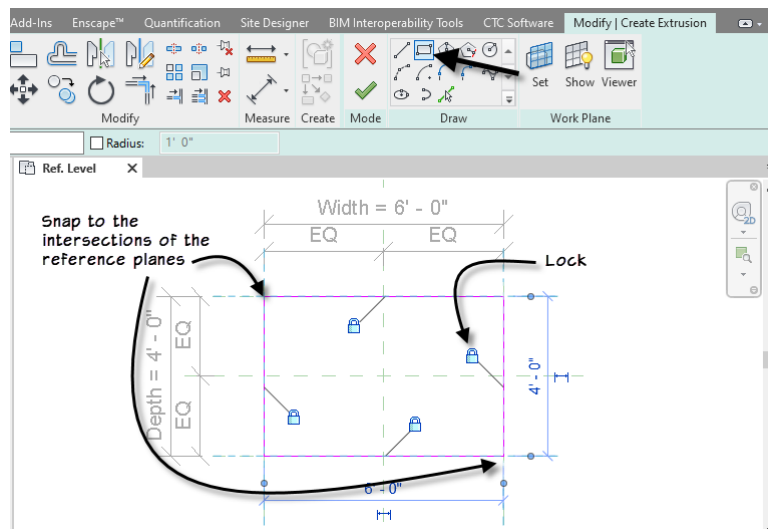 Add-Ins Enscape™ Quantification Site Designer BIM Interoperability Tools CTC Software Modify | Create Extrusion
Set Show Viewer
Modify Measure Create Mode Draw Work Plane
Radius: 1' 0"
Ref. Level X
2D
Width = 6' - 0"
EQ EQ
Snap to the
intersections of the
reference planes
Lock
Depth = 4' - 0"
EQ
EQ
4' - 0"
6' - 0"